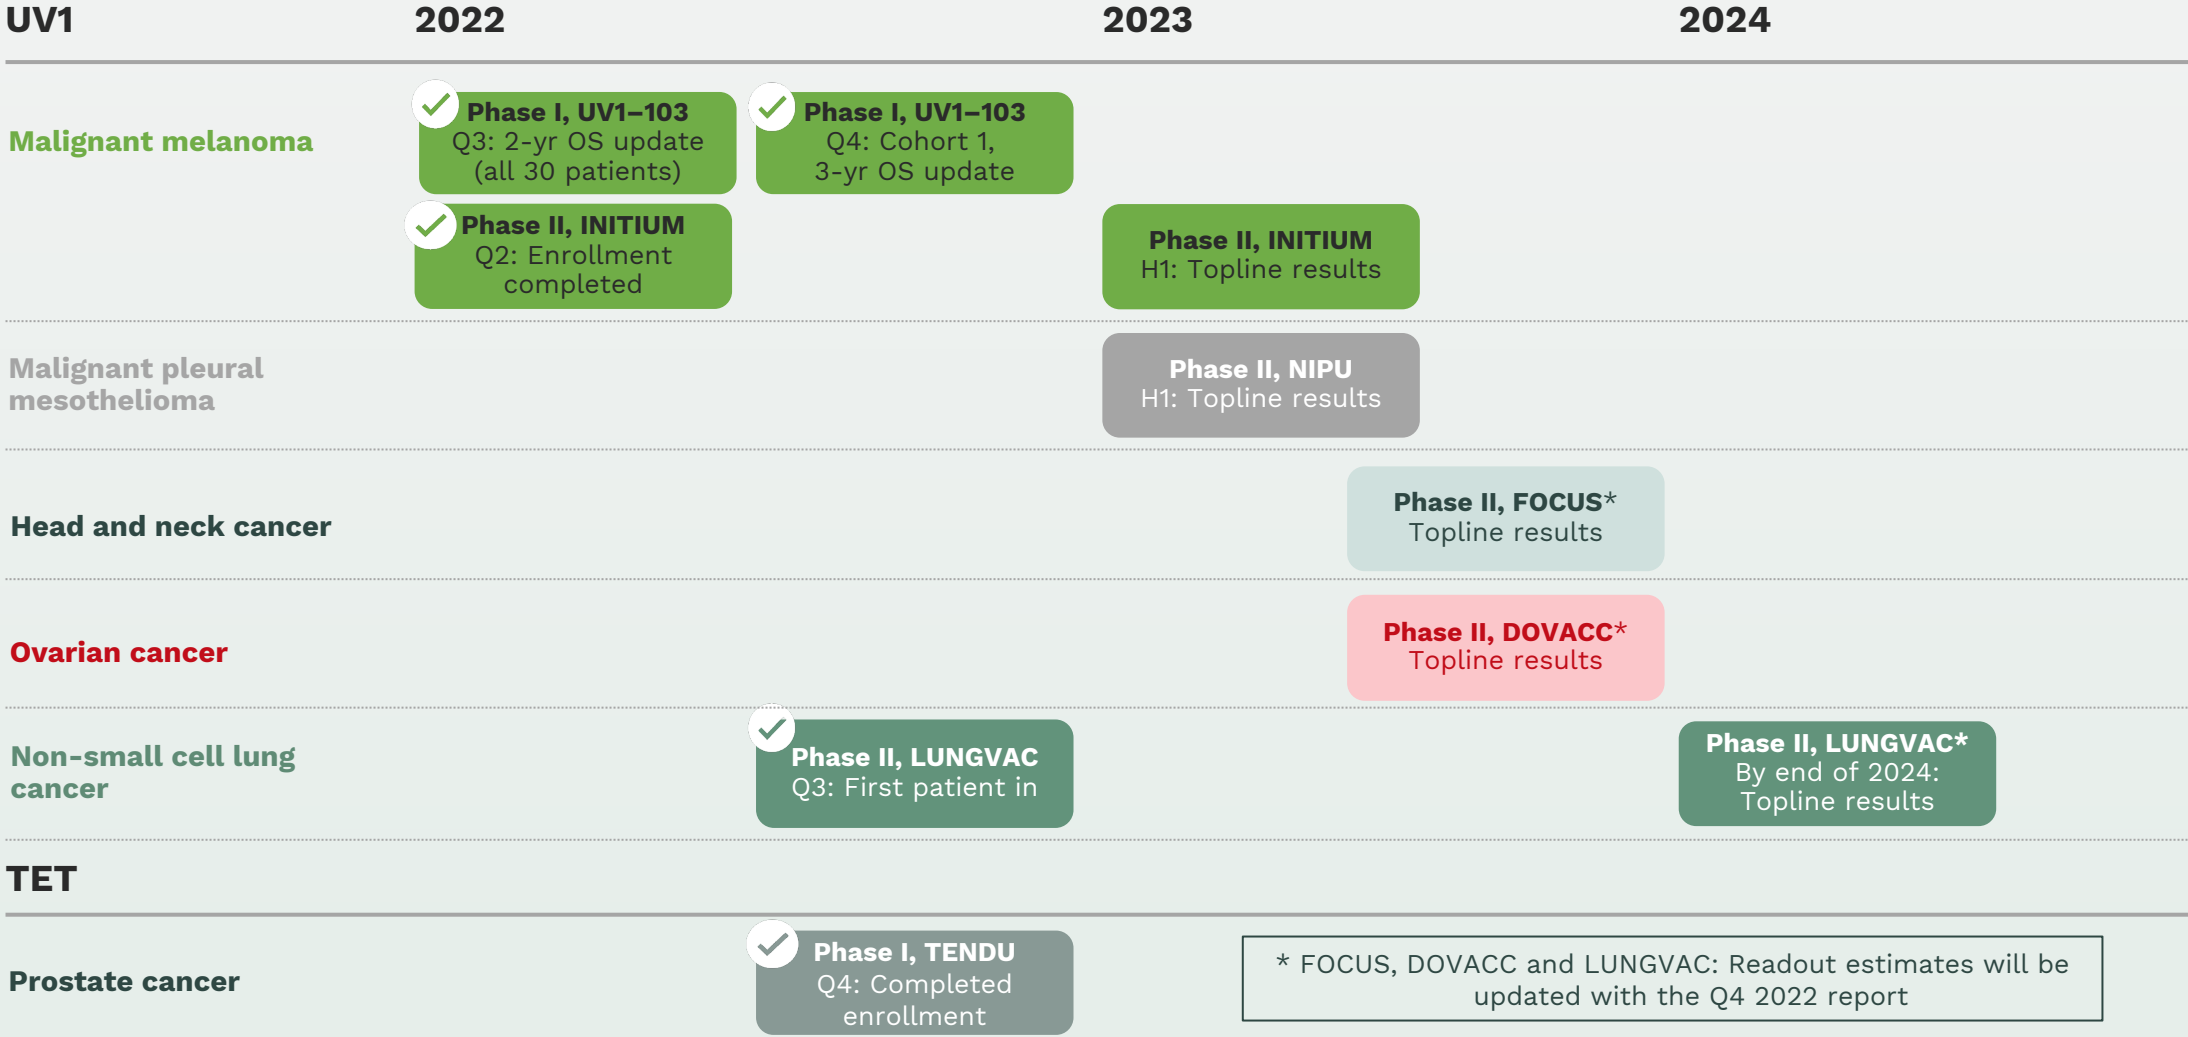 UV1 2022 2023 2024
Malignant melanoma
Phase I, UV1–103
Q3: 2-yr OS update
(all 30 patients)
Phase I, UV1–103
Q4: Cohort 1,
3-yr OS update
Phase II, INITIUM
Q2: Enrollment
completed
Phase II, INITIUM
H1: Topline results
Malignant pleural
mesothelioma
Phase II, NIPU
H1: Topline results
Head and neck cancer
Phase II, FOCUS*
Topline results
Ovarian cancer
Phase II, DOVACC*
Topline results
Non-small cell lung
cancer
Phase II, LUNGVAC
Q3: First patient in
Phase II, LUNGVAC*
By end of 2024:
Topline results
TET
Prostate cancer
Phase I, TENDU
Q4: Completed
enrollment
* FOCUS, DOVACC and LUNGVAC: Readout estimates will be
updated with the Q4 2022 report